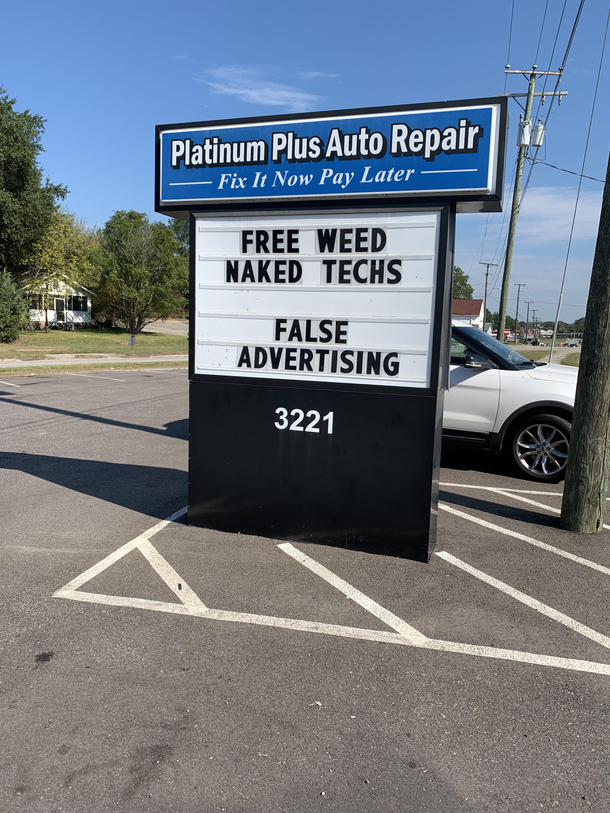 Platinum Plus Auto Repair
Fix It Now Pay Later
FREE WEED
NAKED TECHS
FALSE
ADVERTISING
3221